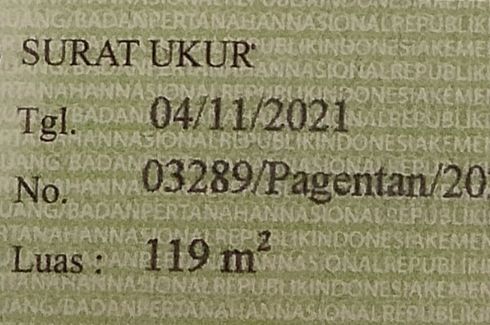 SURAT UKUR
Tgl. 04/11/2021
No. 03289/Pagentan/20
Luas : 119 m²